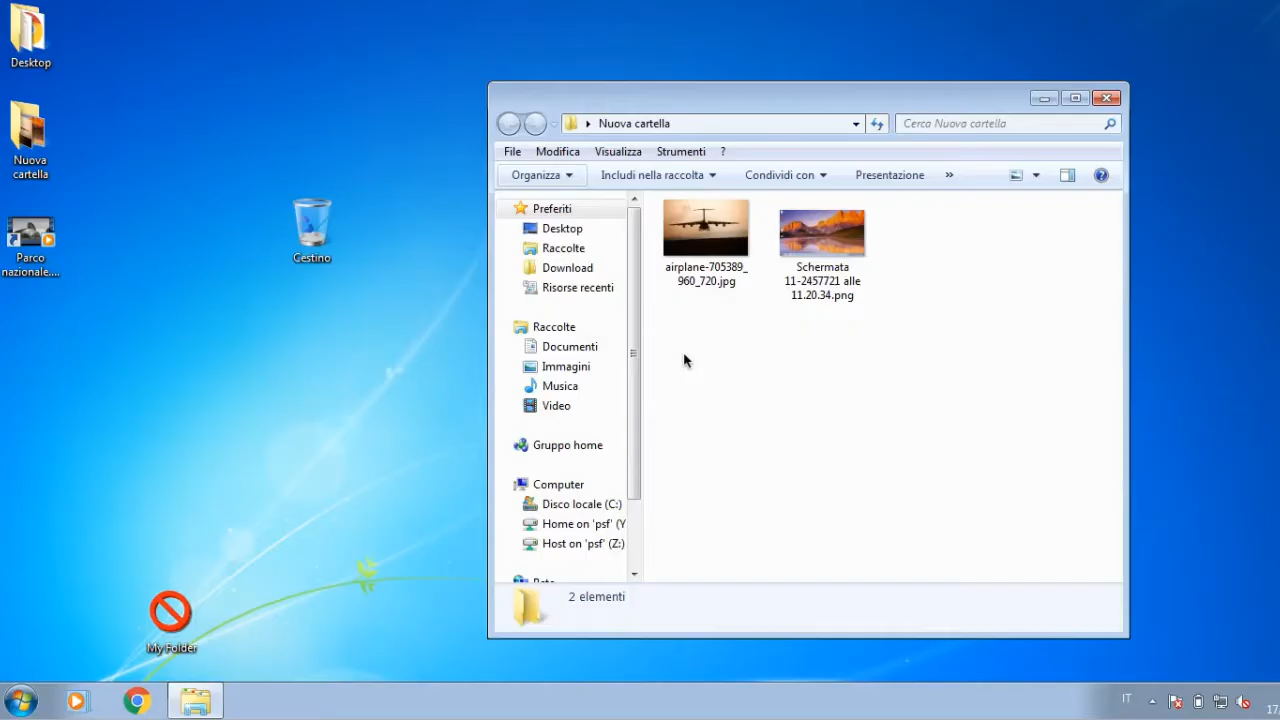 Desktop
Nuova
cartella
Parco
nazionale....
Cestino
My Folder
Nuova cartella
Cerca Nuova cartella
File Modifica Visualizza Strumenti ?
Organizza Includi nella raccolta Condividi con Presentazione »
Preferiti
Desktop
Raccolte
Download
Risorse recenti
Raccolte
Documenti
Immagini
Musica
Video
Gruppo home
Computer
Disco locale (C:)
Home on 'psf' (Y
Host on 'psf' (Z:)
airplane-705389_
960_720.jpg
Schermata
11-2457721 alle
11.20.34.png
2 elementi
IT
17